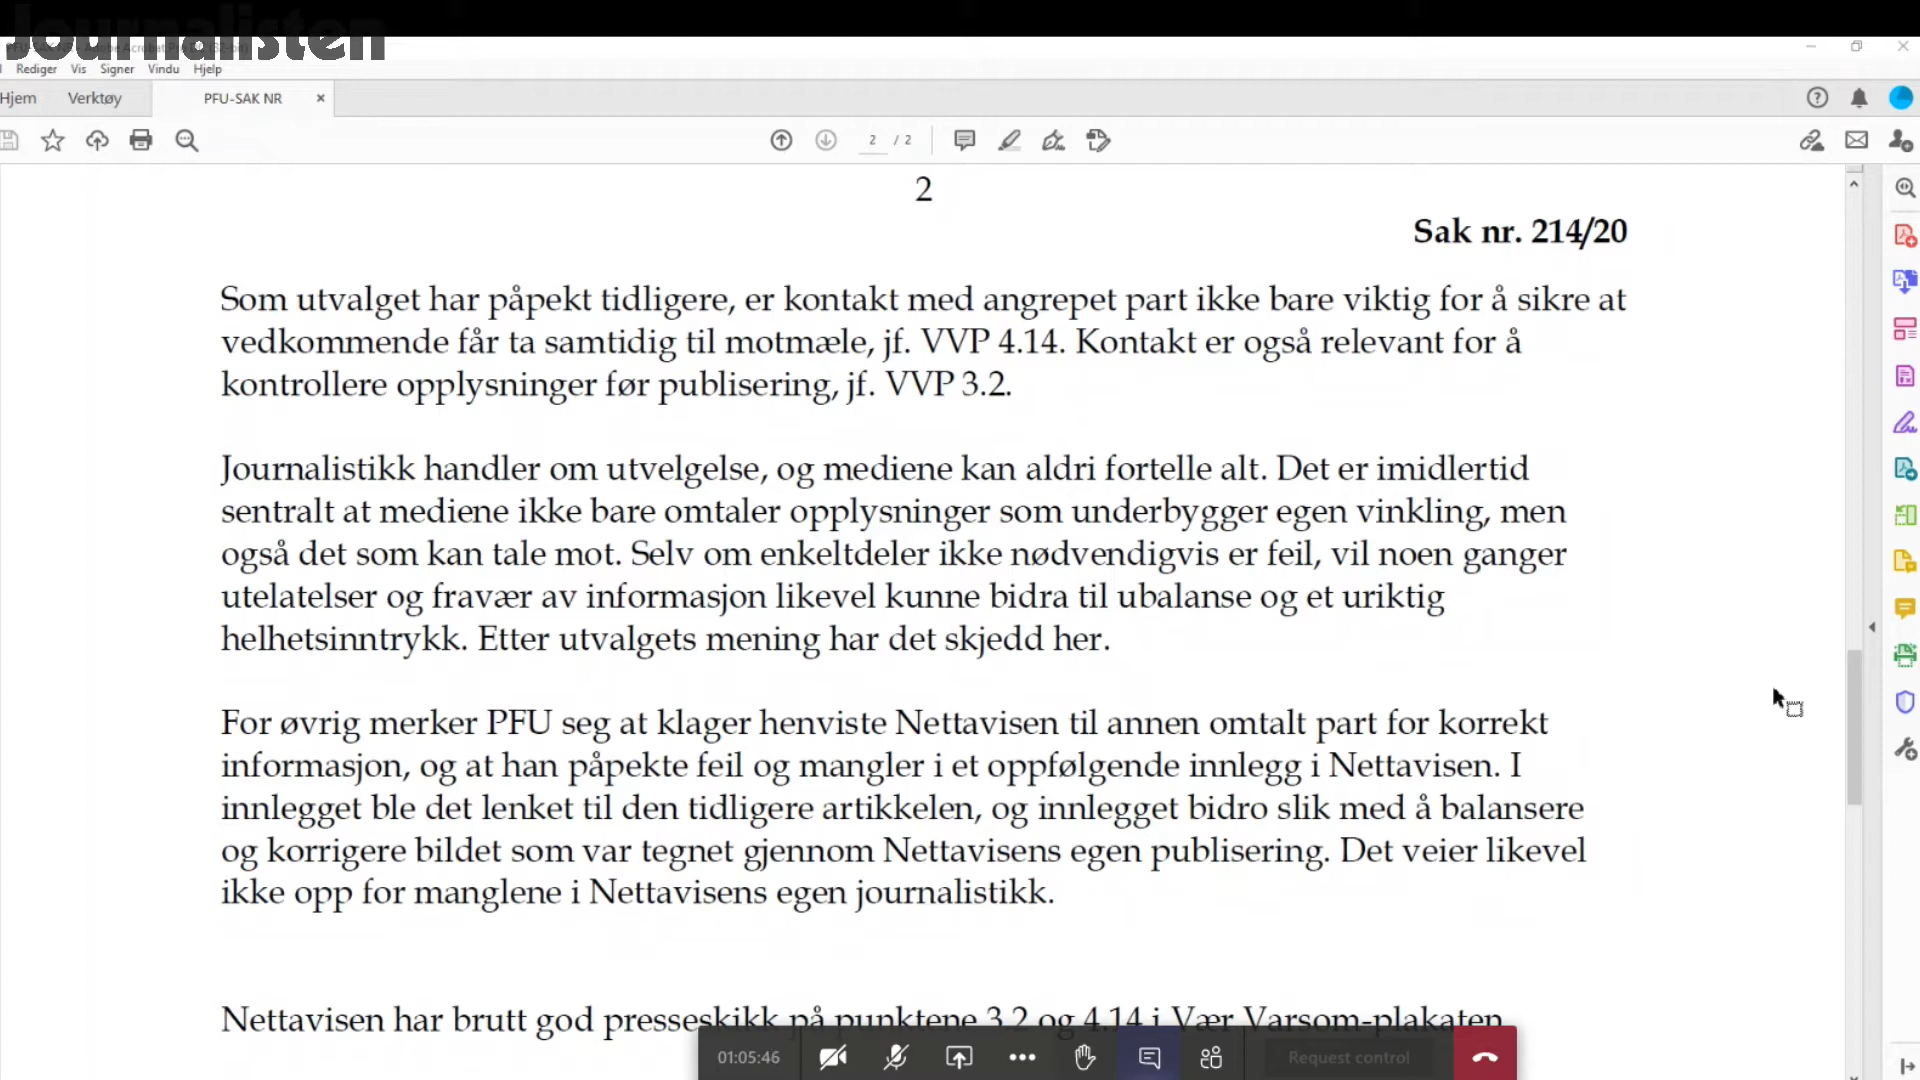 Journalisten
Rediger Vis Signer Vindu Hjelp
Hjem Verktøy PFU-SAK NR
2 / 2
2
Sak nr. 214/20
Som utvalget har påpekt tidligere, er kontakt med angrepet part ikke bare viktig for å sikre at
vedkommende får ta samtidig til motmæle, jf. VVP 4.14. Kontakt er også relevant for å
kontrollere opplysninger før publisering, jf. VVP 3.2.
Journalistikk handler om utvelgelse, og mediene kan aldri fortelle alt. Det er imidlertid
sentralt at mediene ikke bare omtaler opplysninger som underbygger egen vinkling, men
også det som kan tale mot. Selv om enkeltdeler ikke nødvendigvis er feil, vil noen ganger
utelatelser og fravær av informasjon likevel kunne bidra til ubalanse og et uriktig
helhetsinntrykk. Etter utvalgets mening har det skjedd her.
For øvrig merker PFU seg at klager henviste Nettavisen til annen omtalt part for korrekt
informasjon, og at han påpekte feil og mangler i et oppfølgende innlegg i Nettavisen. I
innlegget ble det lenket til den tidligere artikkelen, og innlegget bidro slik med å balansere
og korrigere bildet som var tegnet gjennom Nettavisens egen publisering. Det veier likevel
ikke opp for manglene i Nettavisens egen journalistikk.
Nettavisen har brutt god presseskikk på punktene 3.2 og 4.14 i Vær Varsom-plakaten
01:05:46 Request control